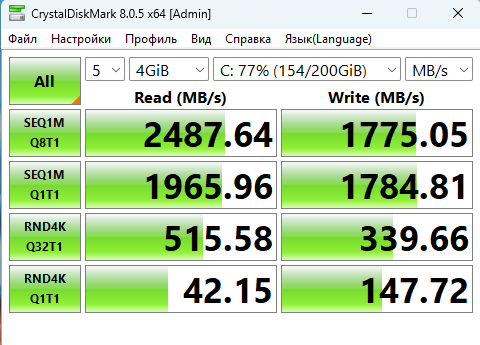 CrystalDiskMark 8.0.5 x64 [Admin]
Файл Настройки Профиль Вид Справка Язык(Language)
All 5 4GiB C: 77% (154/200GiB) MB/s
Read (MB/s) Write (MB/s)
SEQ1M Q8T1 2487.64 1775.05
SEQ1M Q1T1 1965.96 1784.81
RND4K Q32T1 515.58 339.66
RND4K Q1T1 42.15 147.72